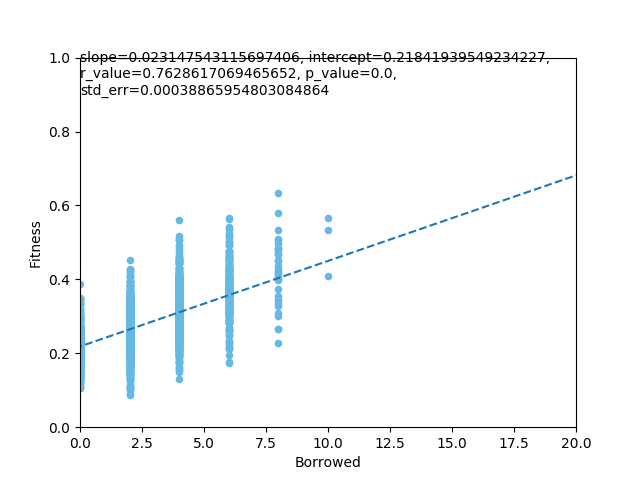 slope=0.023147543115697406, intercept=0.21841939549234227,
r_value=0.7628617069465652, p_value=0.0,
std_err=0.00038865954803084864
1.0
0.8
0.6
0.4
0.2
0.0
Fitness
0.0 2.5 5.0 7.5 10.0 12.5 15.0 17.5 20.0
Borrowed